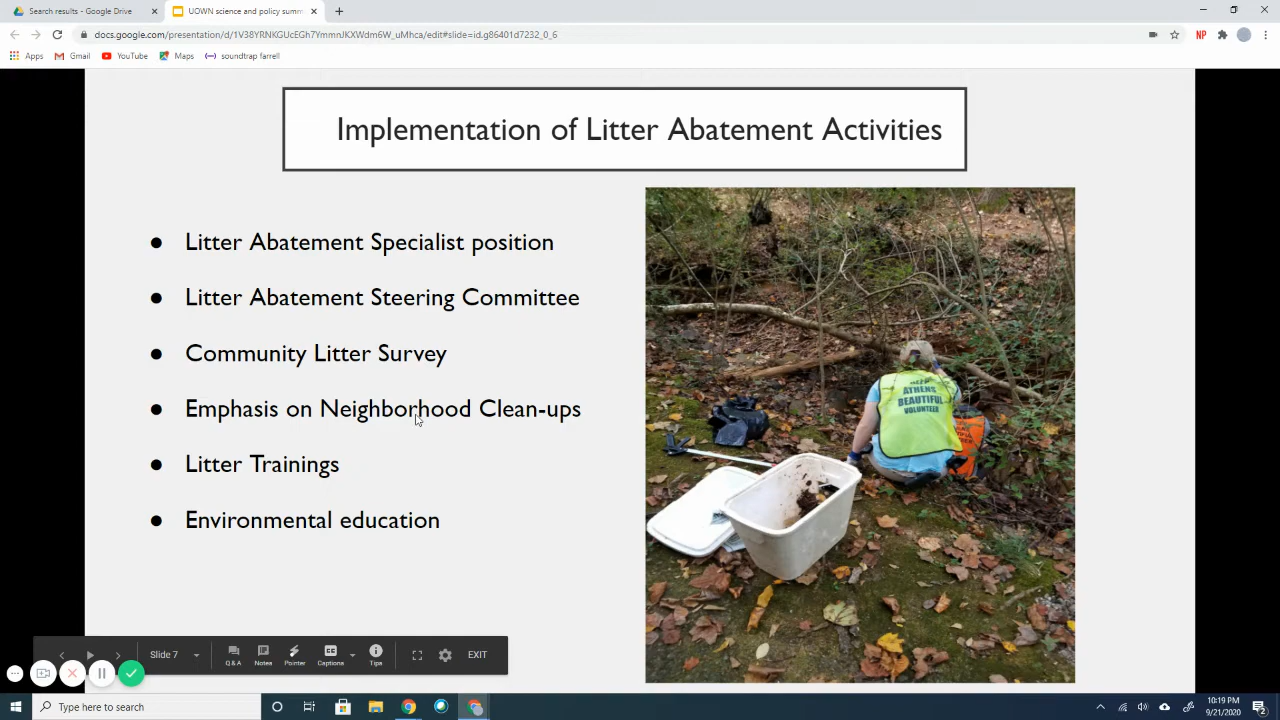 Search results - Google Drive
UOWN science and policy summ
docs.google.com/presentation/d/1V38YRNKGUcEGh7YmmnJKXWdm6W_uMhca/edit#slide=id.g86401d7232_0_6
NP
Apps
Gmail
YouTube
Maps
soundtrap farrell
Implementation of Litter Abatement Activities
● Litter Abatement Specialist position
● Litter Abatement Steering Committee
● Community Litter Survey
● Emphasis on Neighborhood Clean-ups
● Litter Trainings
● Environmental education
ATHENS
BEAUTIFUL
VOLUNTEER
Slide 7
Q&A
Notes
Pointer
CC
Captions
Tips
EXIT
Type here to search
10:19 PM
9/21/2020
2